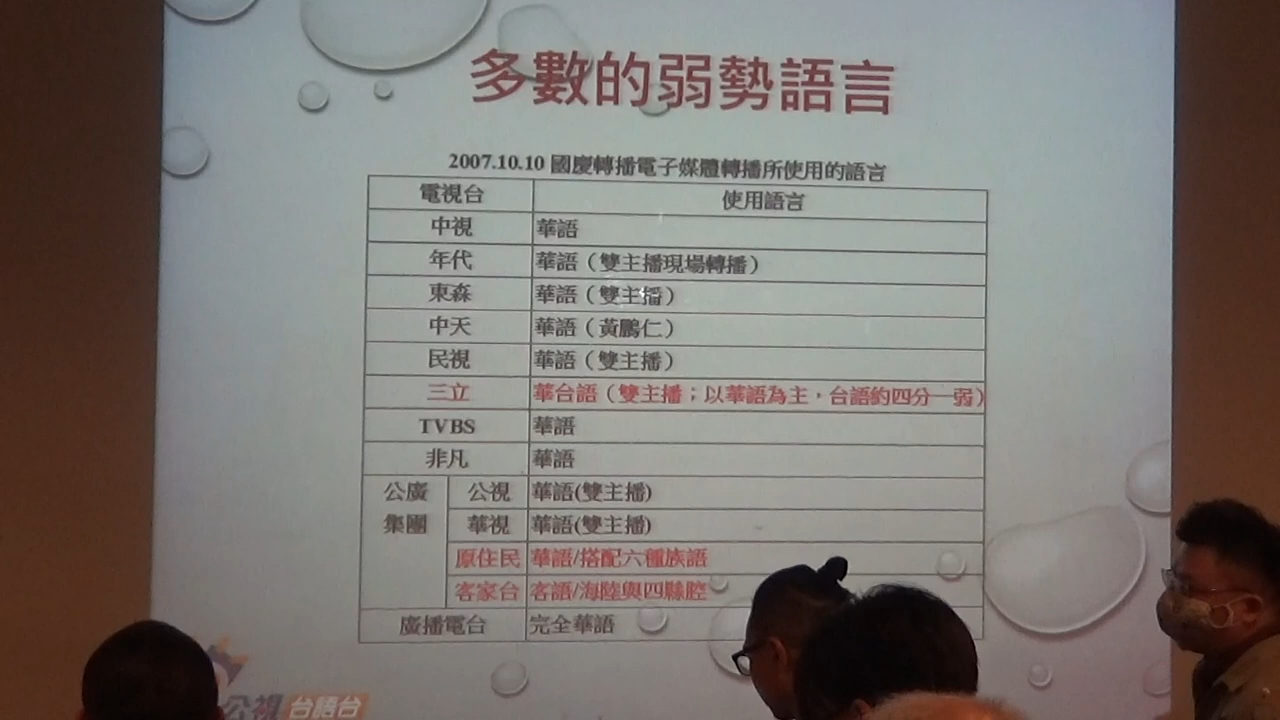 多數的弱勢語言
2007.10.10 國慶轉播電子媒體轉播所使用的語言
電視台 使用語言
中視 華語
年代 華語（雙主播現場轉播）
東森 華語（雙主播）
中天 華語（黃鵬仁）
民視 華語（雙主播）
三立 華台語（雙主播；以華語為主，台語約四分一弱）
TVBS 華語
非凡 華語
公廣 公視 華語(雙主播)
集團 華視 華語(雙主播)
原住民 華語/搭配六種族語
客家台 客語/海陸與四縣腔
廣播電台 完全華語
公視 台語台